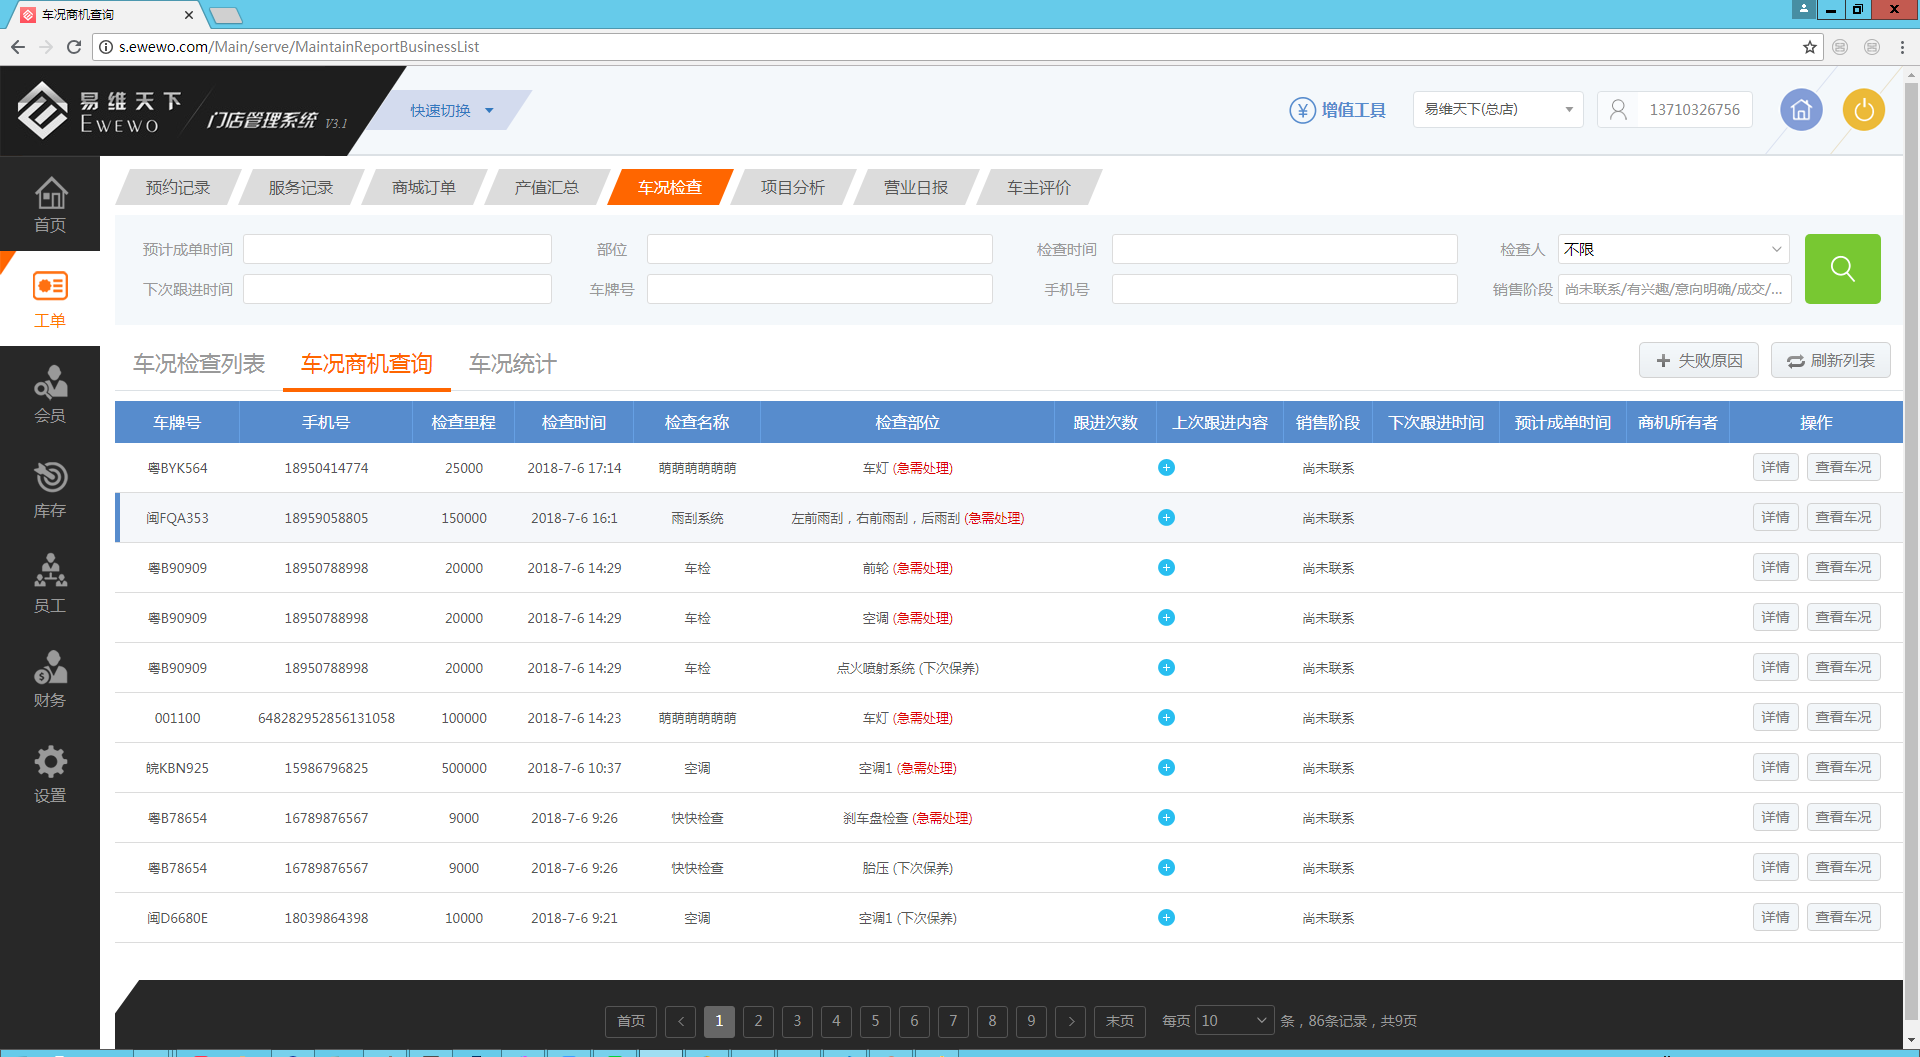 车况商机查询
s.ewewo.com/Main/serve/MaintainReportBusinessList
易维天下
EWEWO
门店管理系统 V3.1
快速切换
增值工具
易维天下(总店)
13710326756
首页
工单
会员
库存
员工
财务
设置
预约记录 服务记录 商城订单 产值汇总 车况检查 项目分析 营业日报 车主评价
预计成单时间 部位 检查时间 检查人 不限
下次跟进时间 车牌号 手机号 销售阶段 尚未联系/有兴趣/意向明确/成交/...
车况检查列表 车况商机查询 车况统计 失败原因 刷新列表
车牌号 手机号 检查里程 检查时间 检查名称 检查部位 跟进次数 上次跟进内容 销售阶段 下次跟进时间 预计成单时间 商机所有者 操作
粤BYK564 18950414774 25000 2018-7-6 17:14 萌萌萌萌萌萌 车灯 (急需处理) 尚未联系 详情 查看车况
闽FQA353 18959058805 150000 2018-7-6 16:1 雨刮系统 左前雨刮，右前雨刮，后雨刮 (急需处理) 尚未联系 详情 查看车况
粤B90909 18950788998 20000 2018-7-6 14:29 车检 前轮 (急需处理) 尚未联系 详情 查看车况
粤B90909 18950788998 20000 2018-7-6 14:29 车检 空调 (急需处理) 尚未联系 详情 查看车况
粤B90909 18950788998 20000 2018-7-6 14:29 车检 点火喷射系统 (下次保养) 尚未联系 详情 查看车况
001100 648282952856131058 100000 2018-7-6 14:23 萌萌萌萌萌萌 车灯 (急需处理) 尚未联系 详情 查看车况
皖KBN925 15986796825 500000 2018-7-6 10:37 空调 空调1 (急需处理) 尚未联系 详情 查看车况
粤B78654 16789876567 9000 2018-7-6 9:26 快快检查 刹车盘检查 (急需处理) 尚未联系 详情 查看车况
粤B78654 16789876567 9000 2018-7-6 9:26 快快检查 胎压 (下次保养) 尚未联系 详情 查看车况
闽D6680E 18039864398 10000 2018-7-6 9:21 空调 空调1 (下次保养) 尚未联系 详情 查看车况
首页 < 1 2 3 4 5 6 7 8 9 > 末页 每页 10 条，86条记录，共9页